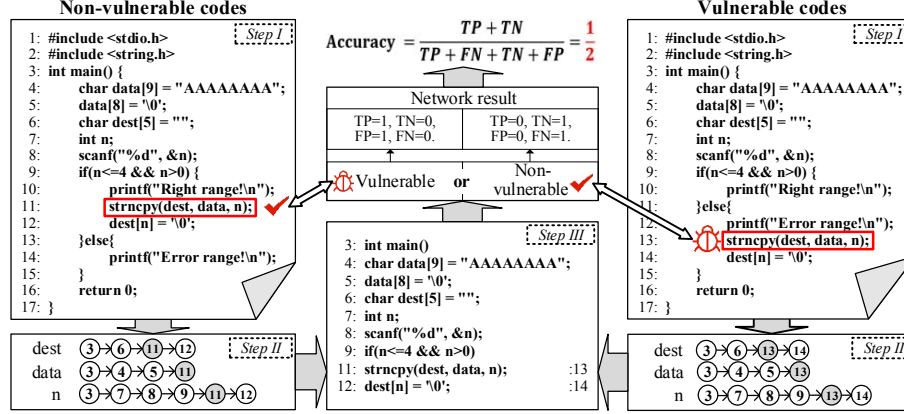 Non-vulnerable codes
Step I
1: #include <stdio.h>
2: #include <string.h>
3: int main() {
4: char data[9] = "AAAAAAAA";
5: data[8] = '\0';
6: char dest[5] = "";
7: int n;
8: scanf("%d", &n);
9: if(n<=4 && n>0) {
10: printf("Right range!\n");
11: strncpy(dest, data, n);
12: dest[n] = '\0';
13: }else{
14: printf("Error range!\n");
15: }
16: return 0;
17: }
Step II
dest 3 6 11 12
data 3 4 5 11
n 3 7 8 9 11 12
Accuracy = TP + TN / TP + FN + TN + FP = 1 / 2
Network result
TP=1, TN=0,
FP=1, FN=0.
TP=0, TN=1,
FP=0, FN=1.
Vulnerable or Non-vulnerable
Step III
3: int main()
4: char data[9] = "AAAAAAAA";
5: data[8] = '\0';
6: char dest[5] = "";
7: int n;
8: scanf("%d", &n);
9: if(n<=4 && n>0)
11: strncpy(dest, data, n); :13
12: dest[n] = '\0'; :14
Vulnerable codes
Step I
1: #include <stdio.h>
2: #include <string.h>
3: int main() {
4: char data[9] = "AAAAAAAA";
5: data[8] = '\0';
6: char dest[5] = "";
7: int n;
8: scanf("%d", &n);
9: if(n<=4 && n>0) {
10: printf("Right range!\n");
11: }else{
12: printf("Error range!\n");
13: strncpy(dest, data, n);
14: dest[n] = '\0';
15: }
16: return 0;
17: }
Step II
dest 3 6 13 14
data 3 4 5 13
n 3 7 8 9 13 14